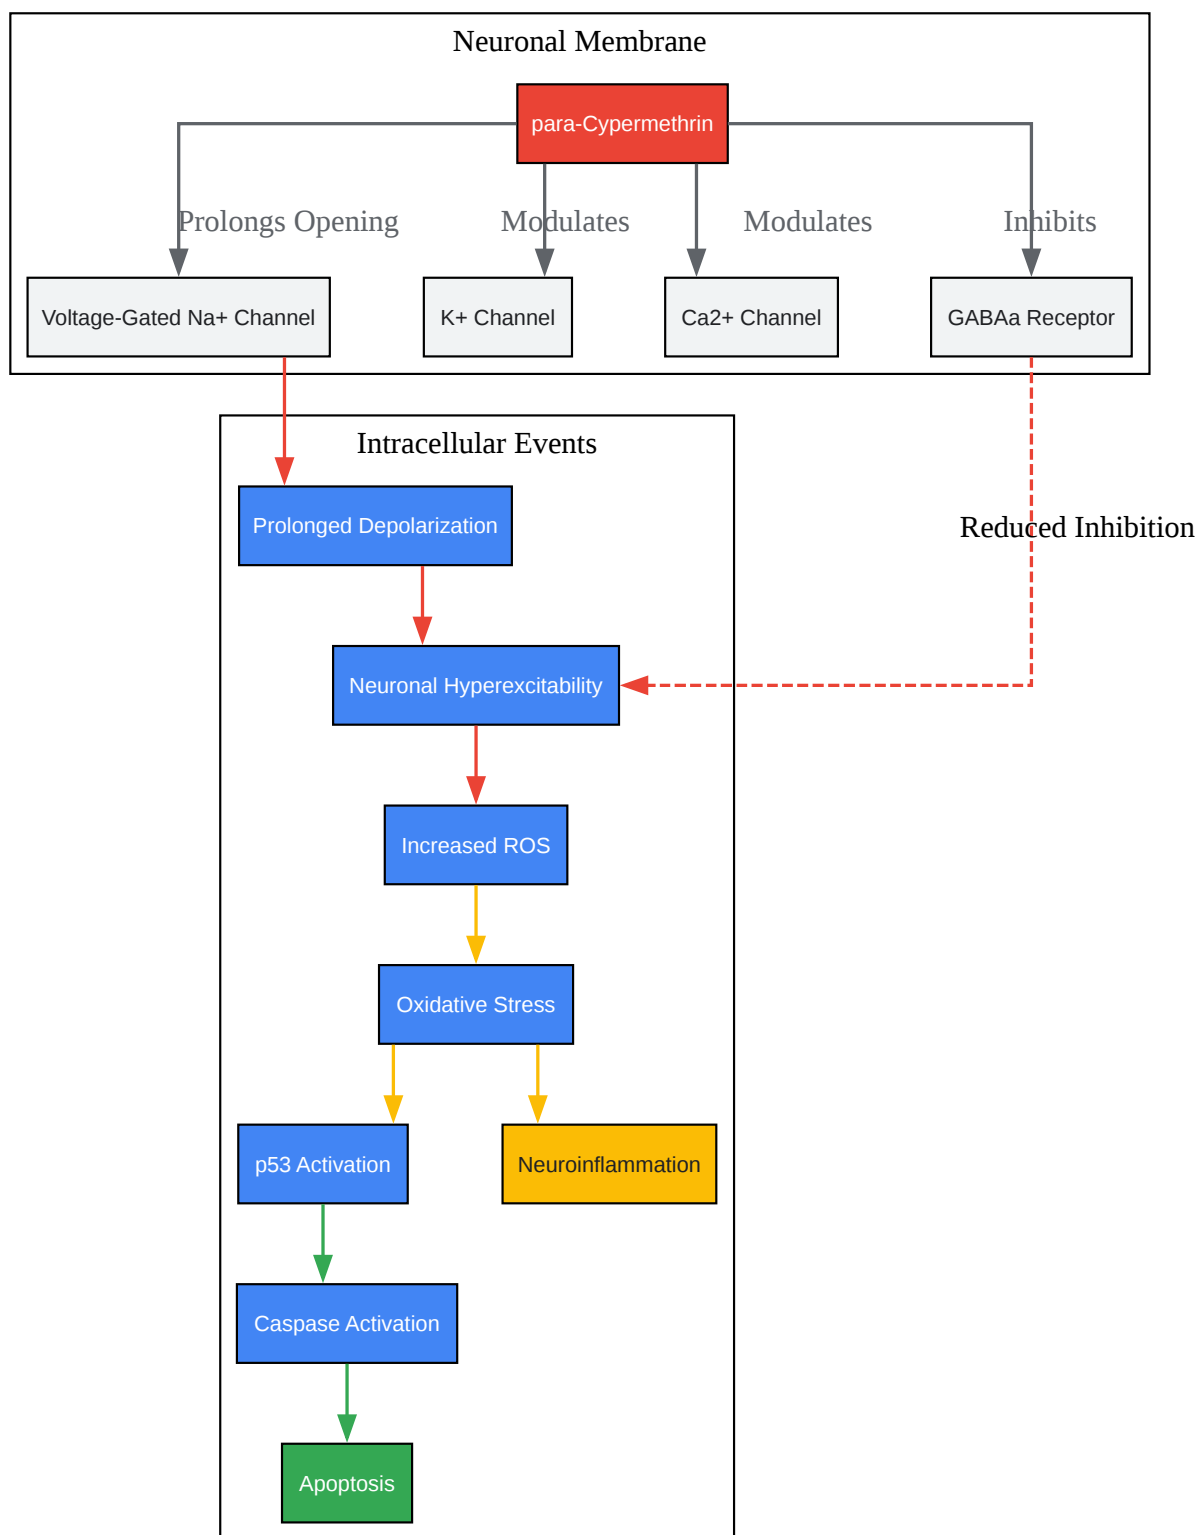 Neuronal Membrane
para-Cypermethrin
Prolongs Opening
Modulates
Modulates
Inhibits
Voltage-Gated Na+ Channel
K+ Channel
Ca2+ Channel
GABAa Receptor
Intracellular Events
Prolonged Depolarization
Reduced Inhibition
Neuronal Hyperexcitability
Increased ROS
Oxidative Stress
p53 Activation
Neuroinflammation
Caspase Activation
Apoptosis